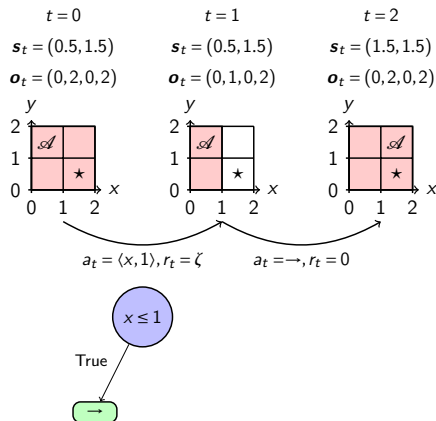 t = 0 t = 1 t = 2
s_t = (0.5, 1.5) s_t = (0.5, 1.5) s_t = (1.5, 1.5)
o_t = (0, 2, 0, 2) o_t = (0, 1, 0, 2) o_t = (0, 2, 0, 2)
y y y
2 2 2
𝒜 𝒜 𝒜
1 1 1
⋆ ⋆ ⋆
0 x 0 x 0 x
0 1 2 0 1 2 0 1 2
a_t = ⟨x, 1⟩, r_t = ζ a_t = →, r_t = 0
x ≤ 1
True
→